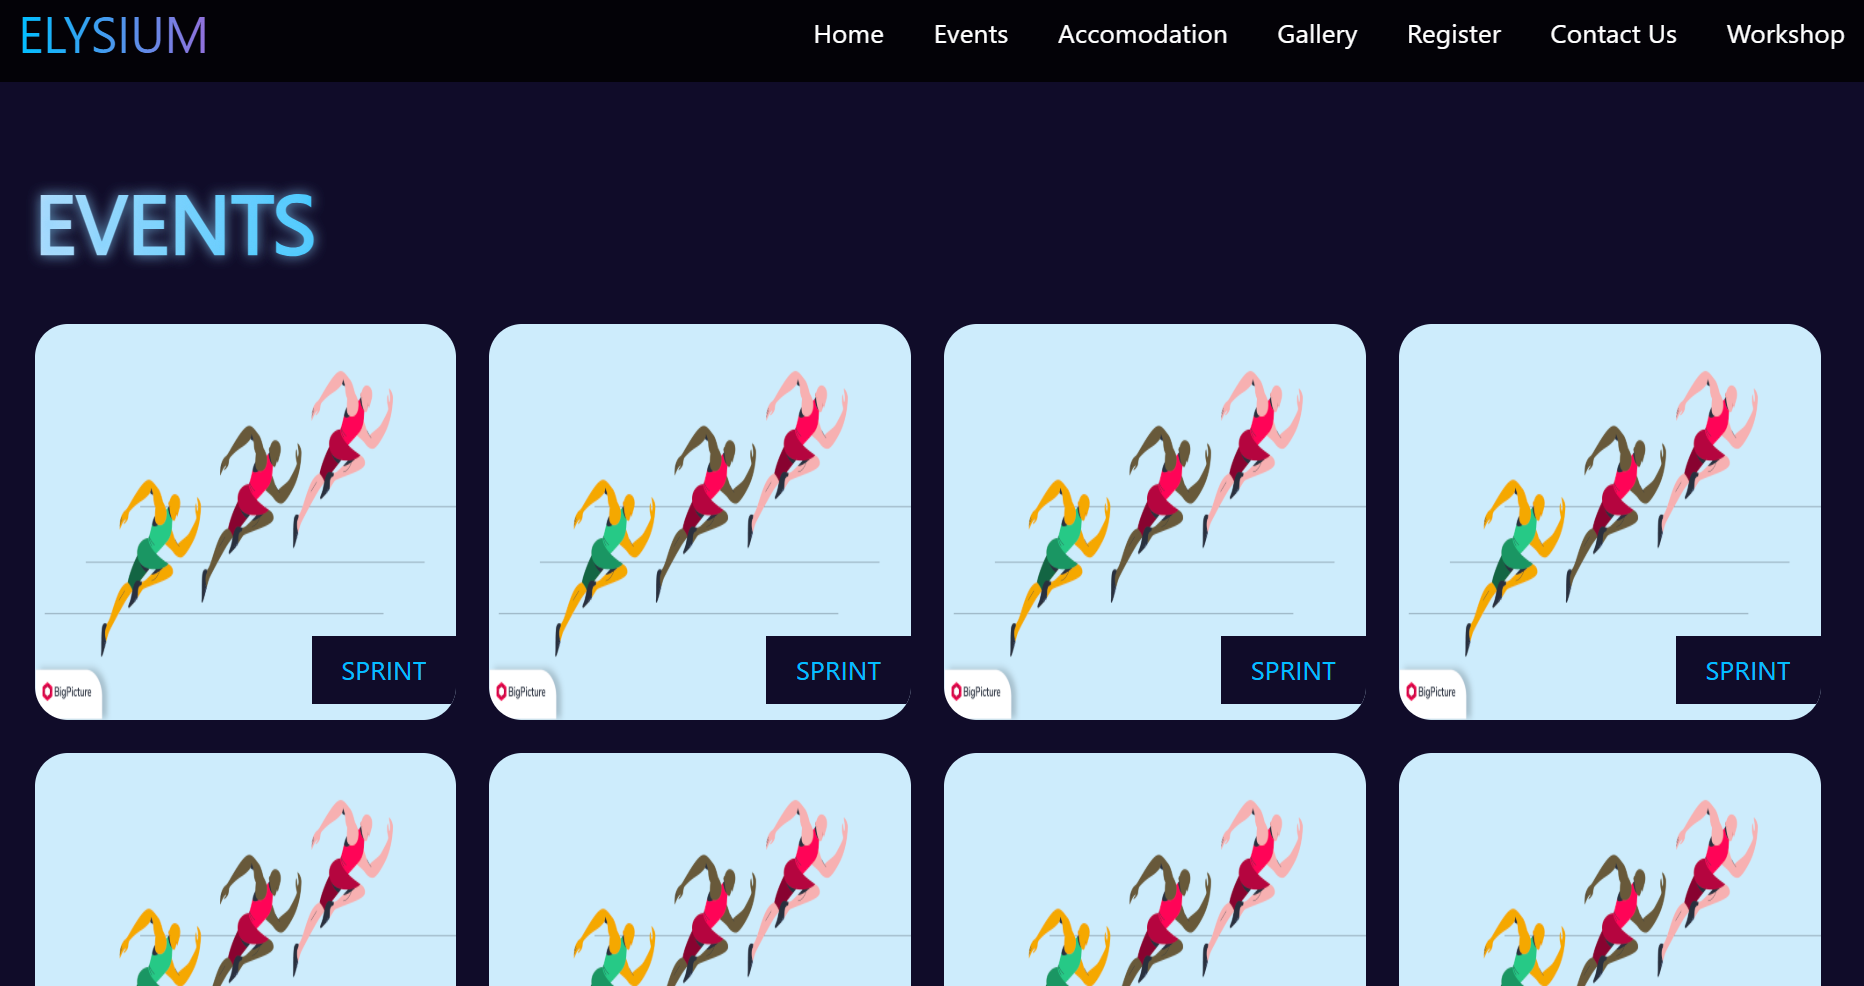 ELYSIUM
Home Events Accomodation Gallery Register Contact Us Workshop
EVENTS
SPRINT SPRINT SPRINT SPRINT
BigPicture BigPicture BigPicture BigPicture